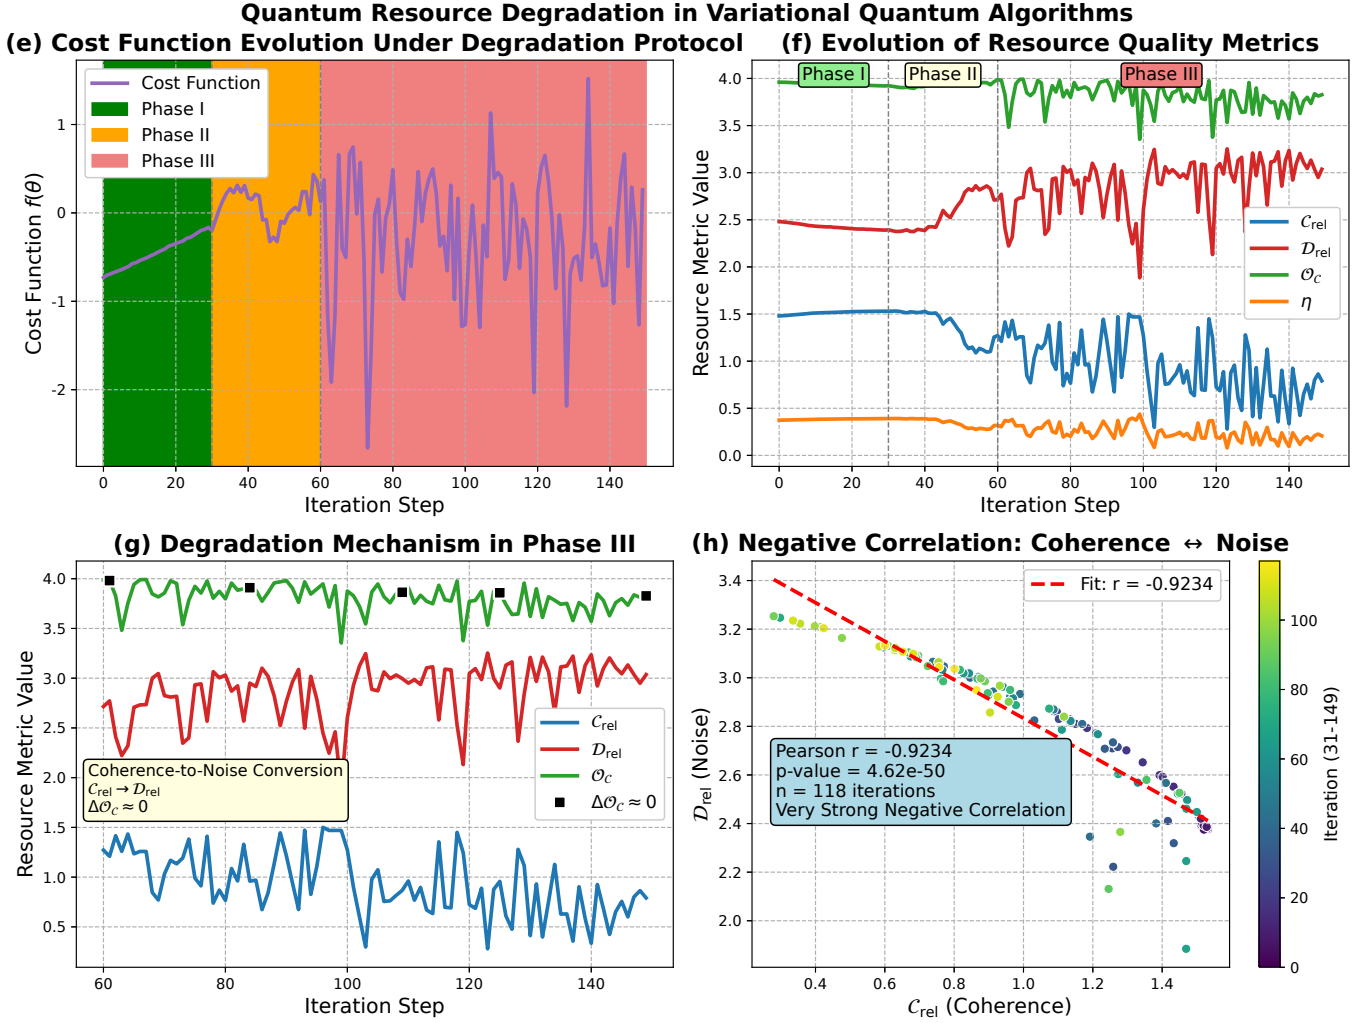 Quantum Resource Degradation in Variational Quantum Algorithms
(e) Cost Function Evolution Under Degradation Protocol
Cost Function
Phase I
Phase II
Phase III
Cost Function f(θ)
1
0
-1
-2
0 20 40 60 80 100 120 140
Iteration Step
(f) Evolution of Resource Quality Metrics
Phase I
Phase II
Phase III
Resource Metric Value
4.0
3.5
3.0
2.5
2.0
1.5
1.0
0.5
0.0
𝒞rel
𝒟rel
𝒪𝒞
η
0 20 40 60 80 100 120 140
Iteration Step
(g) Degradation Mechanism in Phase III
Resource Metric Value
4.0
3.5
3.0
2.5
2.0
1.5
1.0
0.5
𝒞rel
𝒟rel
𝒪𝒞
Δ𝒪𝒞 ≈ 0
Coherence-to-Noise Conversion
𝒞rel → 𝒟rel
Δ𝒪𝒞 ≈ 0
60 80 100 120 140
Iteration Step
(h) Negative Correlation: Coherence ↔ Noise
Fit: r = -0.9234
𝒟rel (Noise)
3.4
3.2
3.0
2.8
2.6
2.4
2.2
2.0
Pearson r = -0.9234
p-value = 4.62e-50
n = 118 iterations
Very Strong Negative Correlation
0.4 0.6 0.8 1.0 1.2 1.4
𝒞rel (Coherence)
100
80
60
40
20
0
Iteration (31-149)